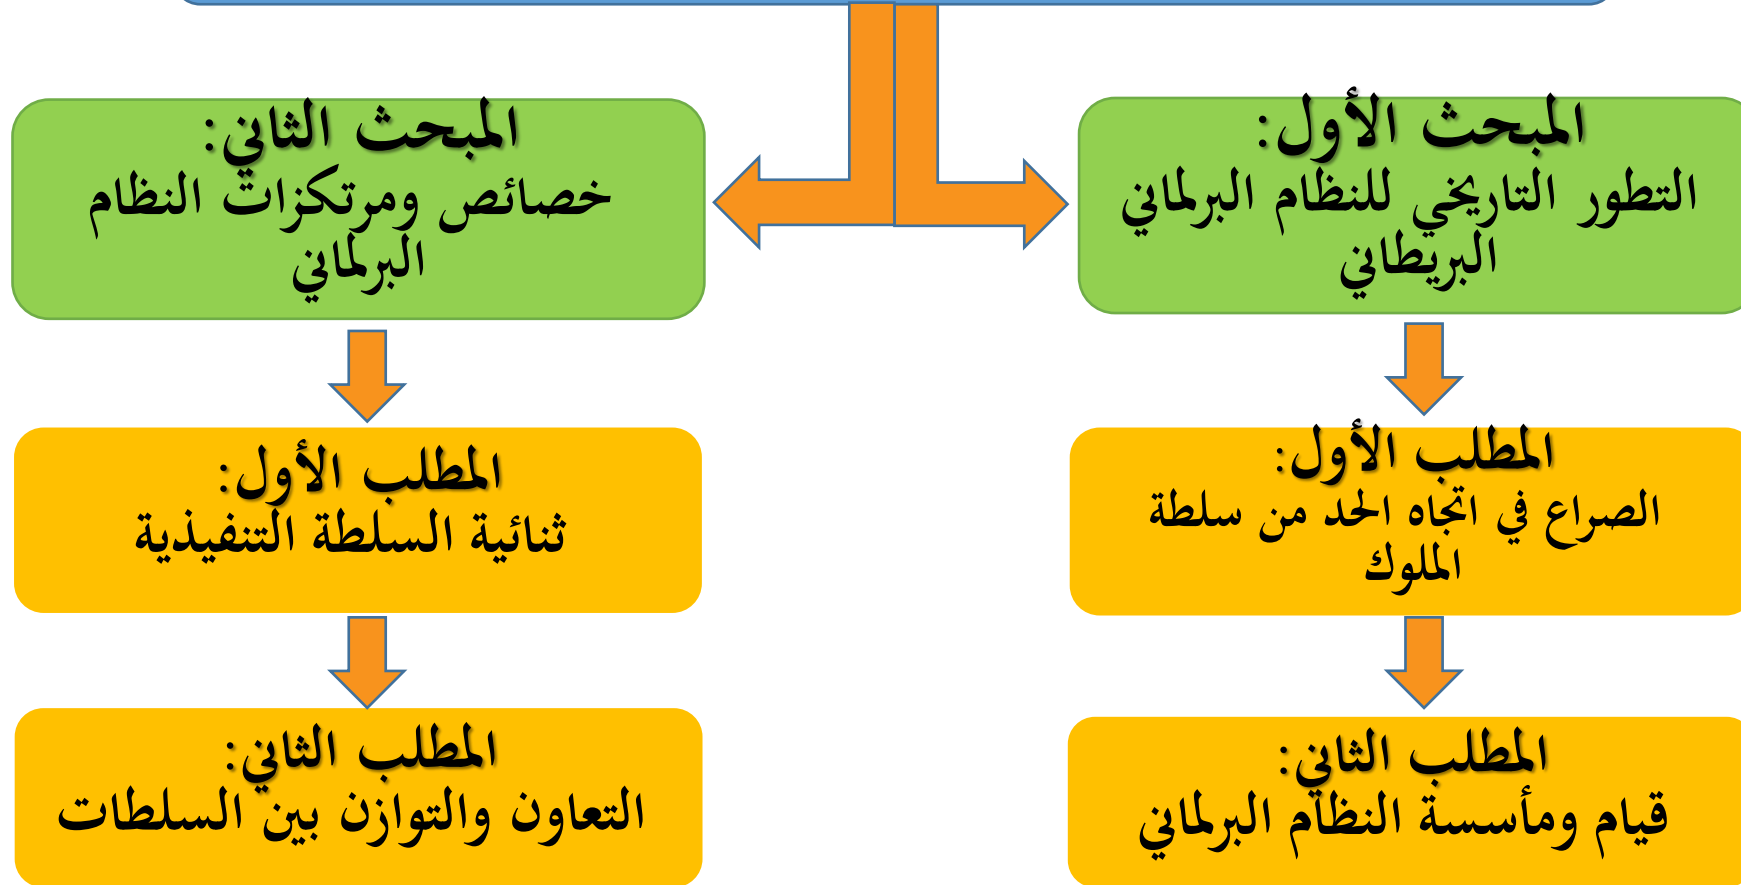 المبحث الأول:
التطور التاريخي للنظام البرلماني
البريطاني
المطلب الأول:
الصراع في اتجاه الحد من سلطة
الملوك
المطلب الثاني:
قيام ومأسسة النظام البرلماني
المبحث الثاني:
خصائص ومرتكزات النظام
البرلماني
المطلب الأول:
ثنائية السلطة التنفيذية
المطلب الثاني:
التعاون والتوازن بين السلطات